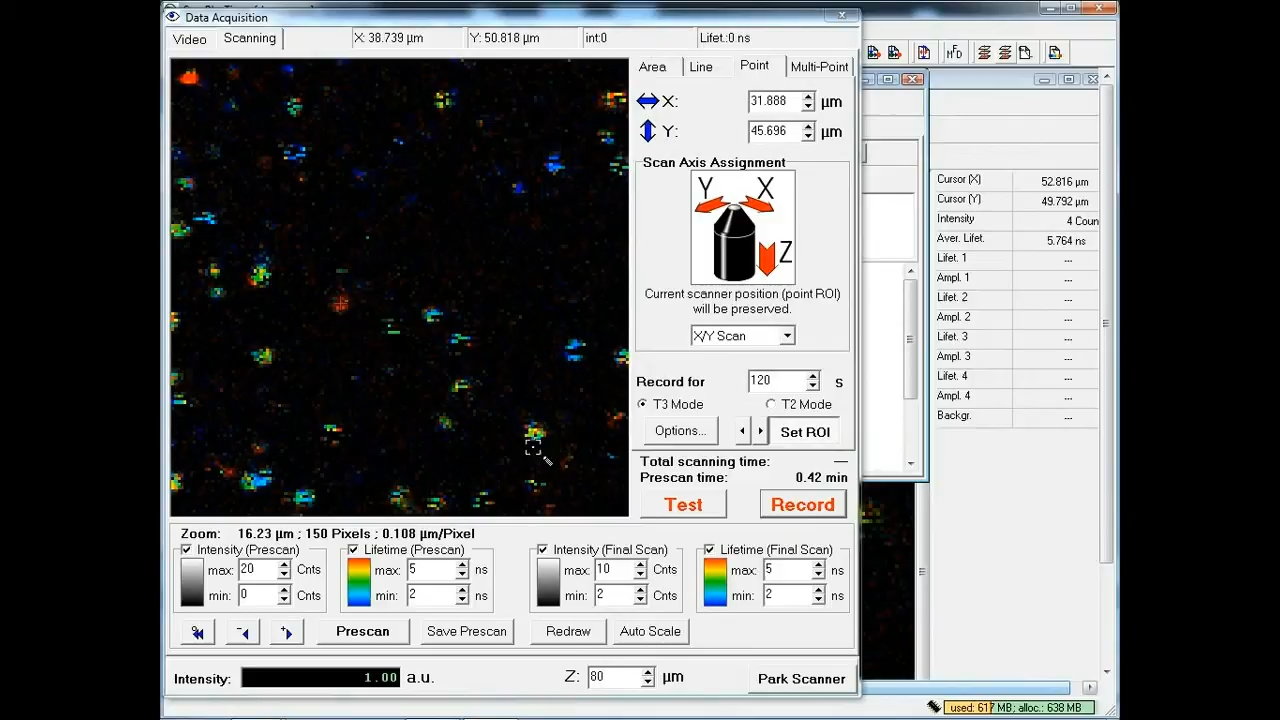 Data Acquisition
Video Scanning X: 38.739 µm Y: 50.818 µm int:0 Lifet.:0 ns
Area Line Point Multi-Point
X: 31.888 µm
Y: 45.696 µm
Scan Axis Assignment
Y X
Z
Current scanner position (point ROI)
will be preserved.
X/Y Scan
Record for 120 s
T3 Mode T2 Mode
Options... Set ROI
Total scanning time: —
Prescan time: 0.42 min
Test Record
Zoom: 16.23 µm ; 150 Pixels ; 0.108 µm/Pixel
Intensity (Prescan) Lifetime (Prescan) Intensity (Final Scan) Lifetime (Final Scan)
max: 20 Cnts max: 5 ns max: 10 Cnts max: 5 ns
min: 0 Cnts min: 2 ns min: 2 Cnts min: 2 ns
Prescan Save Prescan Redraw Auto Scale
Intensity: 1.00 a.u. Z: 80 µm Park Scanner
MFD
Cursor (X) 52.816 µm
Cursor (Y) 49.792 µm
Intensity 4 Coun
Aver. Lifet. 5.764 ns
Lifet. 1 ---
Ampl. 1 ---
Lifet. 2 ---
Ampl. 2 ---
Lifet. 3 ---
Ampl. 3 ---
Lifet. 4 ---
Ampl. 4 ---
Backgr. ---
used: 617 MB; alloc.: 638 MB